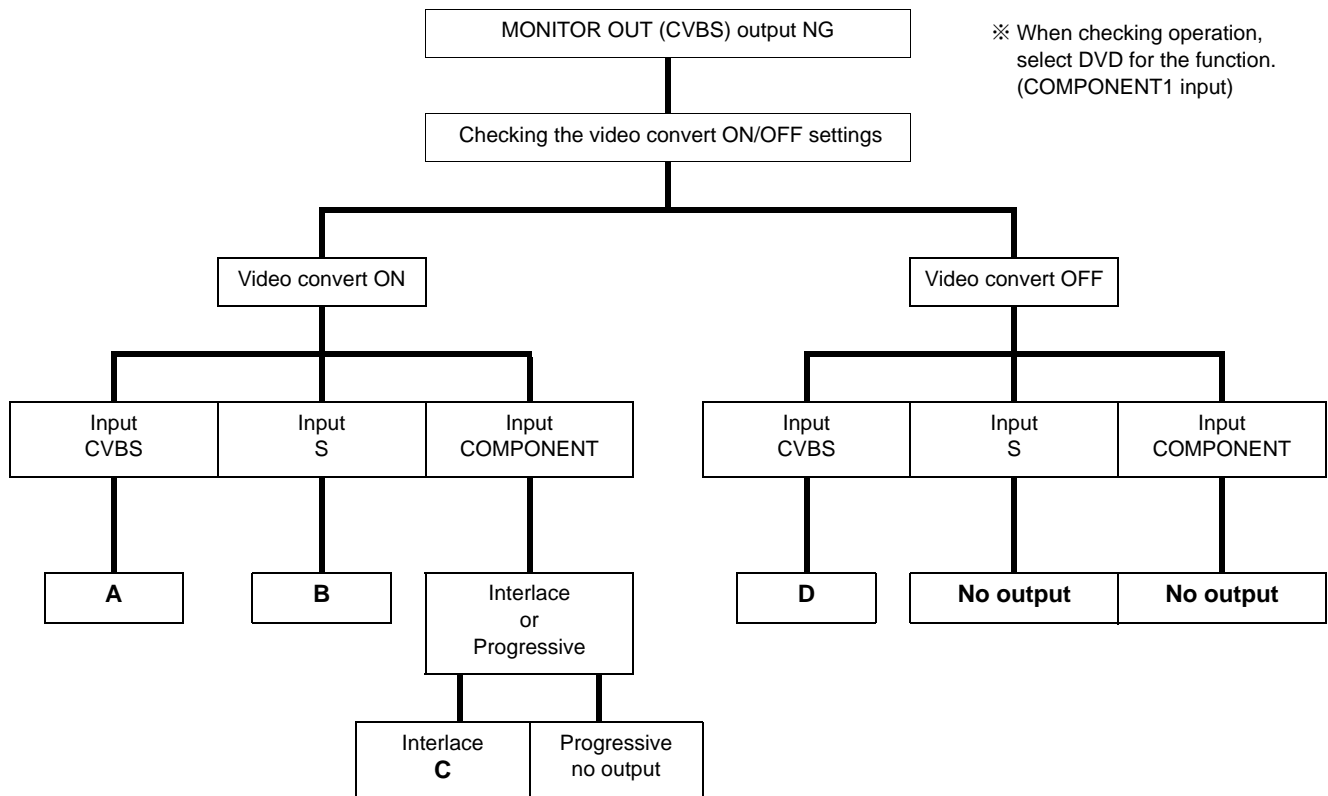 MONITOR OUT (CVBS) output NG
※ When checking operation,
select DVD for the function.
(COMPONENT1 input)
Checking the video convert ON/OFF settings
Video convert ON
Video convert OFF
Input
CVBS
Input
S
Input
COMPONENT
Input
CVBS
Input
S
Input
COMPONENT
A
B
Interlace
or
Progressive
D
No output
No output
Interlace
C
Progressive
no output